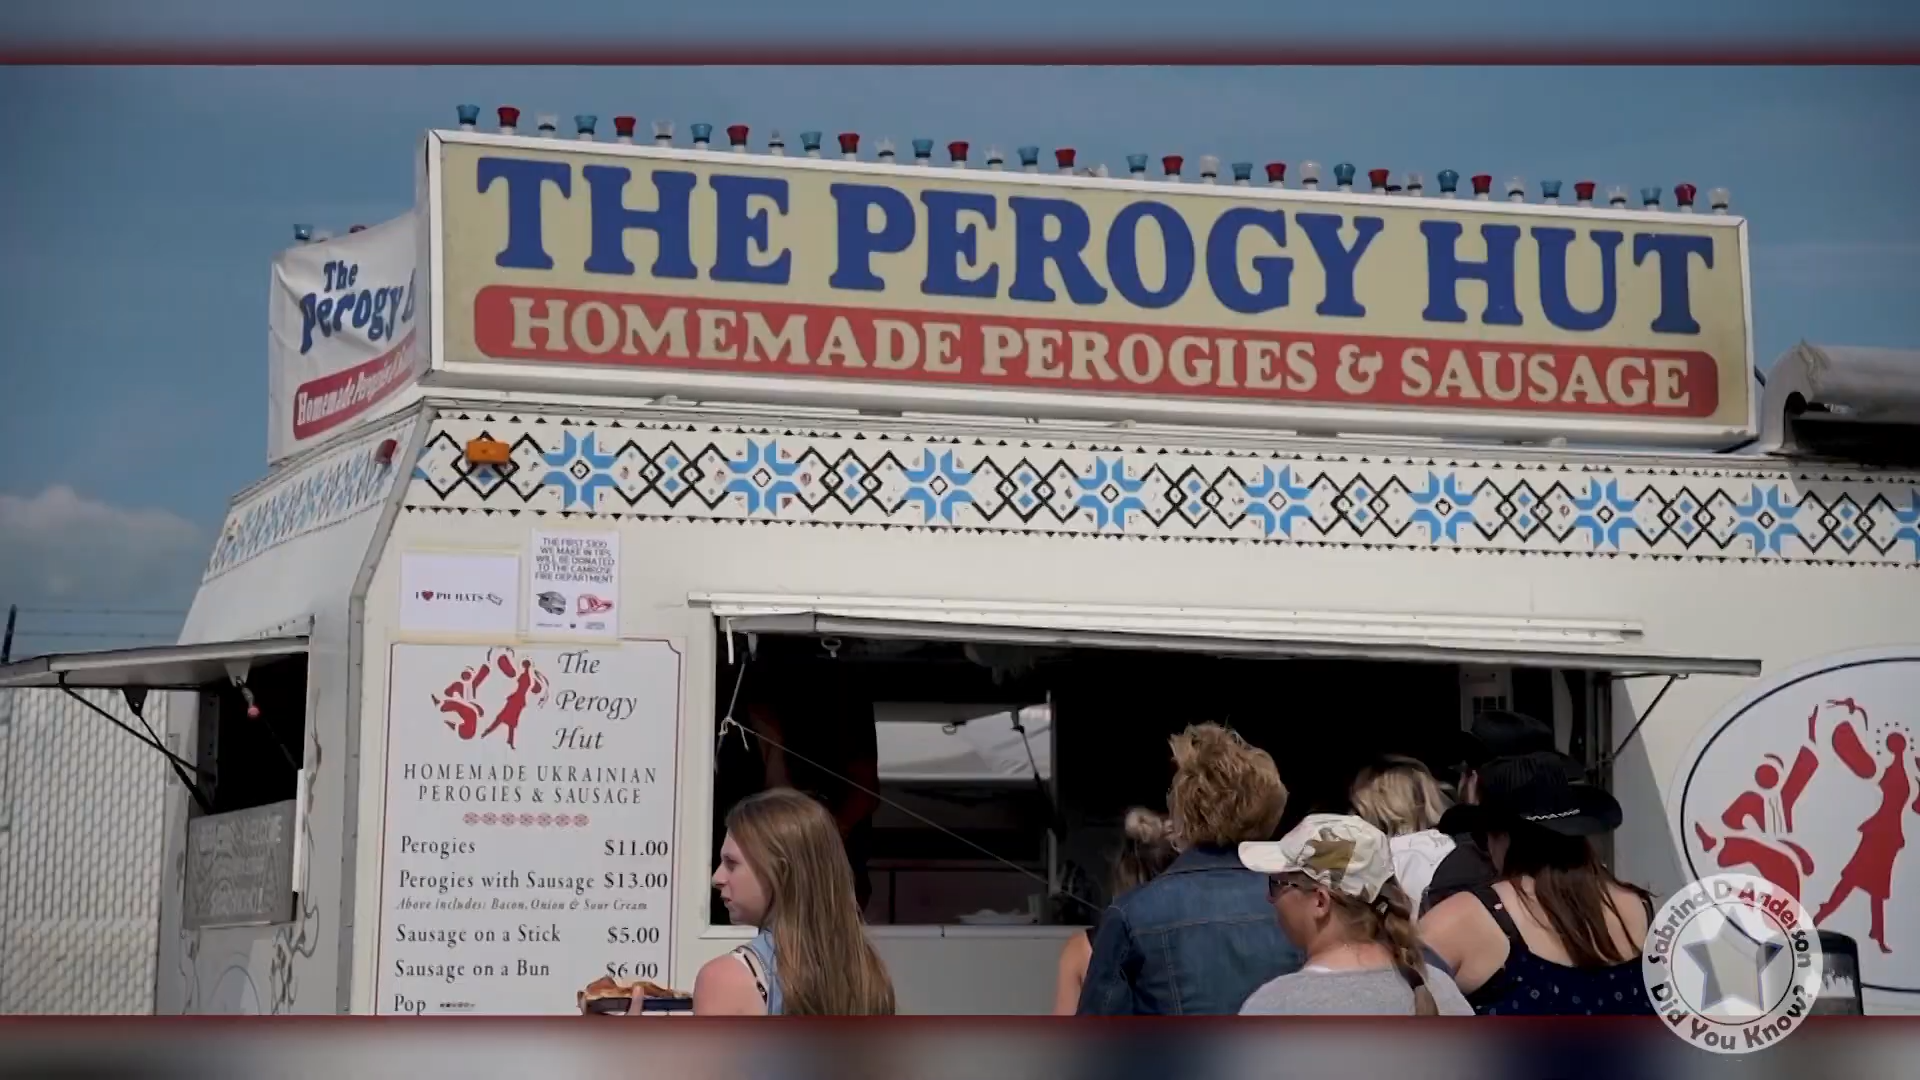 THE PEROGY HUT
HOMEMADE PEROGIES & SAUSAGE
The
Perogy
Homemade
THE FIRST $100
WE MAKE IN TIPS
WILL BE DONATED
TO THE CAMROSE
FIRE DEPARTMENT
I ❤ PH HATS
The
Perogy
Hut
HOMEMADE UKRAINIAN
PEROGIES & SAUSAGE
Perogies $11.00
Perogies with Sausage $13.00
Above includes: Bacon, Onion & Sour Cream
Sausage on a Stick $5.00
Sausage on a Bun $6.00
Pop
Sabrina D Anderson
Did You Know?